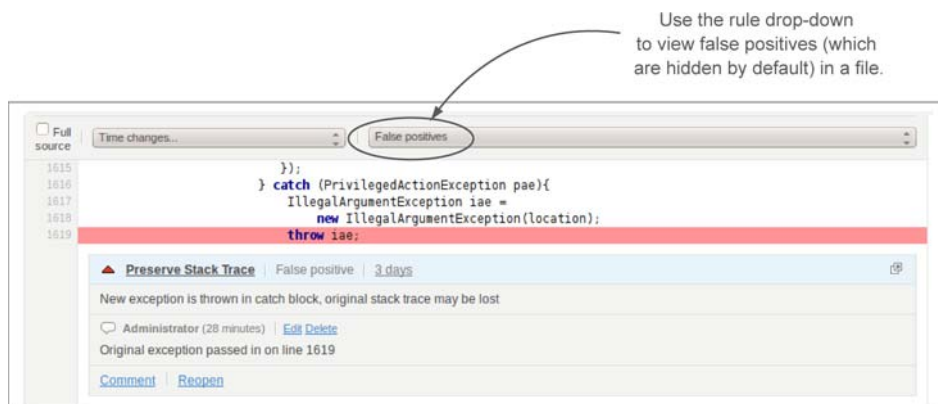 Use the rule drop-down
to view false positives (which
are hidden by default) in a file.
Full source Time changes... False positives
1615 });
1616 } catch (PrivilegedActionException pae){
1617 IllegalArgumentException iae =
1618 new IllegalArgumentException(location);
1619 throw iae;
Preserve Stack Trace False positive 3 days
New exception is thrown in catch block, original stack trace may be lost
Administrator (28 minutes) Edit Delete
Original exception passed in on line 1619
Comment Reopen